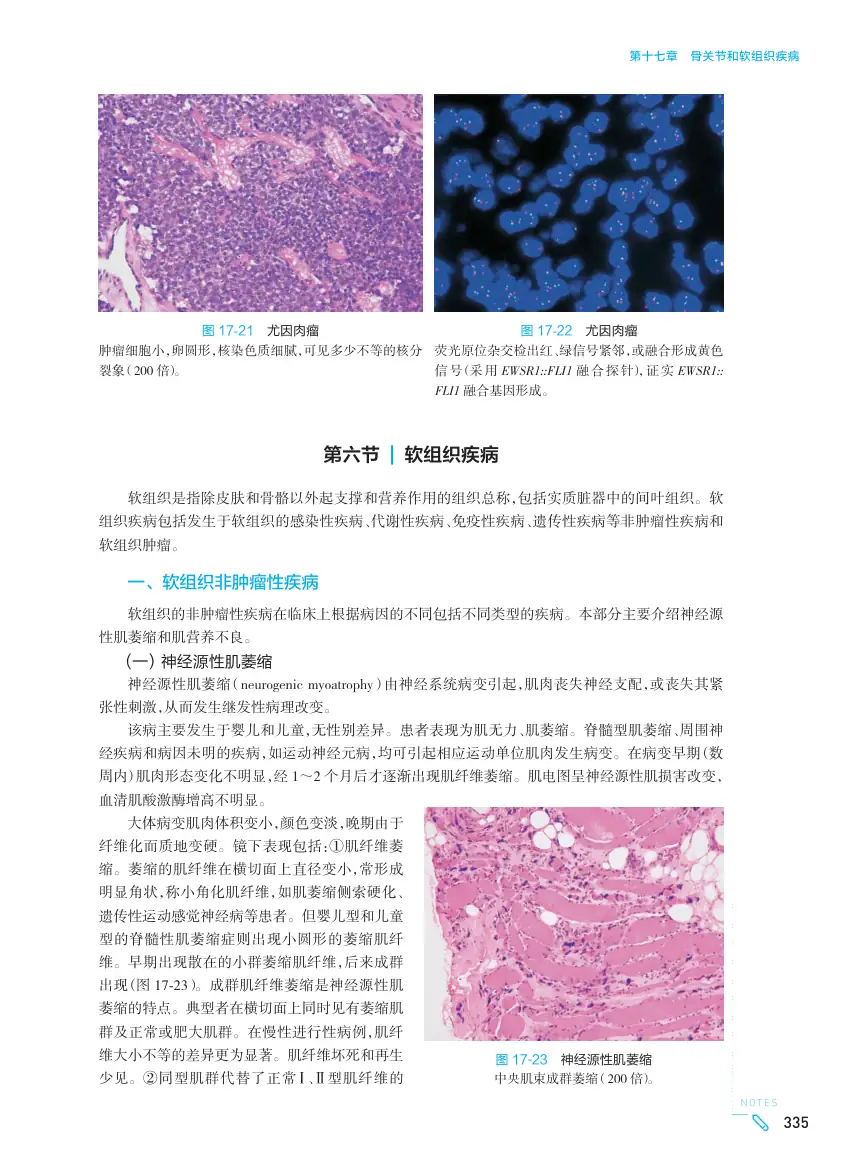 第十七章 骨关节和软组织疾病
图 17-21 尤因肉瘤
肿瘤细胞小，卵圆形，核染色质细腻，可见多少不等的核分
裂象（200 倍）。
图 17-22 尤因肉瘤
荧光原位杂交检出红、绿信号紧邻，或融合形成黄色
信号（采用 EWSR1::FLI1 融合探针），证实 EWSR1::
FLI1 融合基因形成。
第六节 | 软组织疾病
软组织是指除皮肤和骨骼以外起支撑和营养作用的组织总称，包括实质脏器中的间叶组织。软
组织疾病包括发生于软组织的感染性疾病、代谢性疾病、免疫性疾病、遗传性疾病等非肿瘤性疾病和
软组织肿瘤。
一、软组织非肿瘤性疾病
软组织的非肿瘤性疾病在临床上根据病因的不同包括不同类型的疾病。本部分主要介绍神经源
性肌萎缩和肌营养不良。
（一）神经源性肌萎缩
神经源性肌萎缩（neurogenic myoatrophy）由神经系统病变引起，肌肉丧失神经支配，或丧失其紧
张性刺激，从而发生继发性病理改变。
该病主要发生于婴儿和儿童，无性别差异。患者表现为肌无力、肌萎缩。脊髓型肌萎缩、周围神
经疾病和病因未明的疾病，如运动神经元病，均可引起相应运动单位肌肉发生病变。在病变早期（数
周内）肌肉形态变化不明显，经 1～2 个月后才逐渐出现肌纤维萎缩。肌电图呈神经源性肌损害改变，
血清肌酸激酶增高不明显。
大体病变肌肉体积变小，颜色变淡，晚期由于
纤维化而质地变硬。镜下表现包括：①肌纤维萎
缩。萎缩的肌纤维在横切面上直径变小，常形成
明显角状，称小角化肌纤维，如肌萎缩侧索硬化、
遗传性运动感觉神经病等患者。但婴儿型和儿童
型的脊髓性肌萎缩症则出现小圆形的萎缩肌纤
维。早期出现散在的小群萎缩肌纤维，后来成群
出现（图 17-23）。成群肌纤维萎缩是神经源性肌
萎缩的特点。典型者在横切面上同时见有萎缩肌
群及正常或肥大肌群。在慢性进行性病例，肌纤
维大小不等的差异更为显著。肌纤维坏死和再生
少见。②同型肌群代替了正常Ⅰ、Ⅱ型肌纤维的
图 17-23 神经源性肌萎缩
中央肌束成群萎缩（200 倍）。
NOTES
335